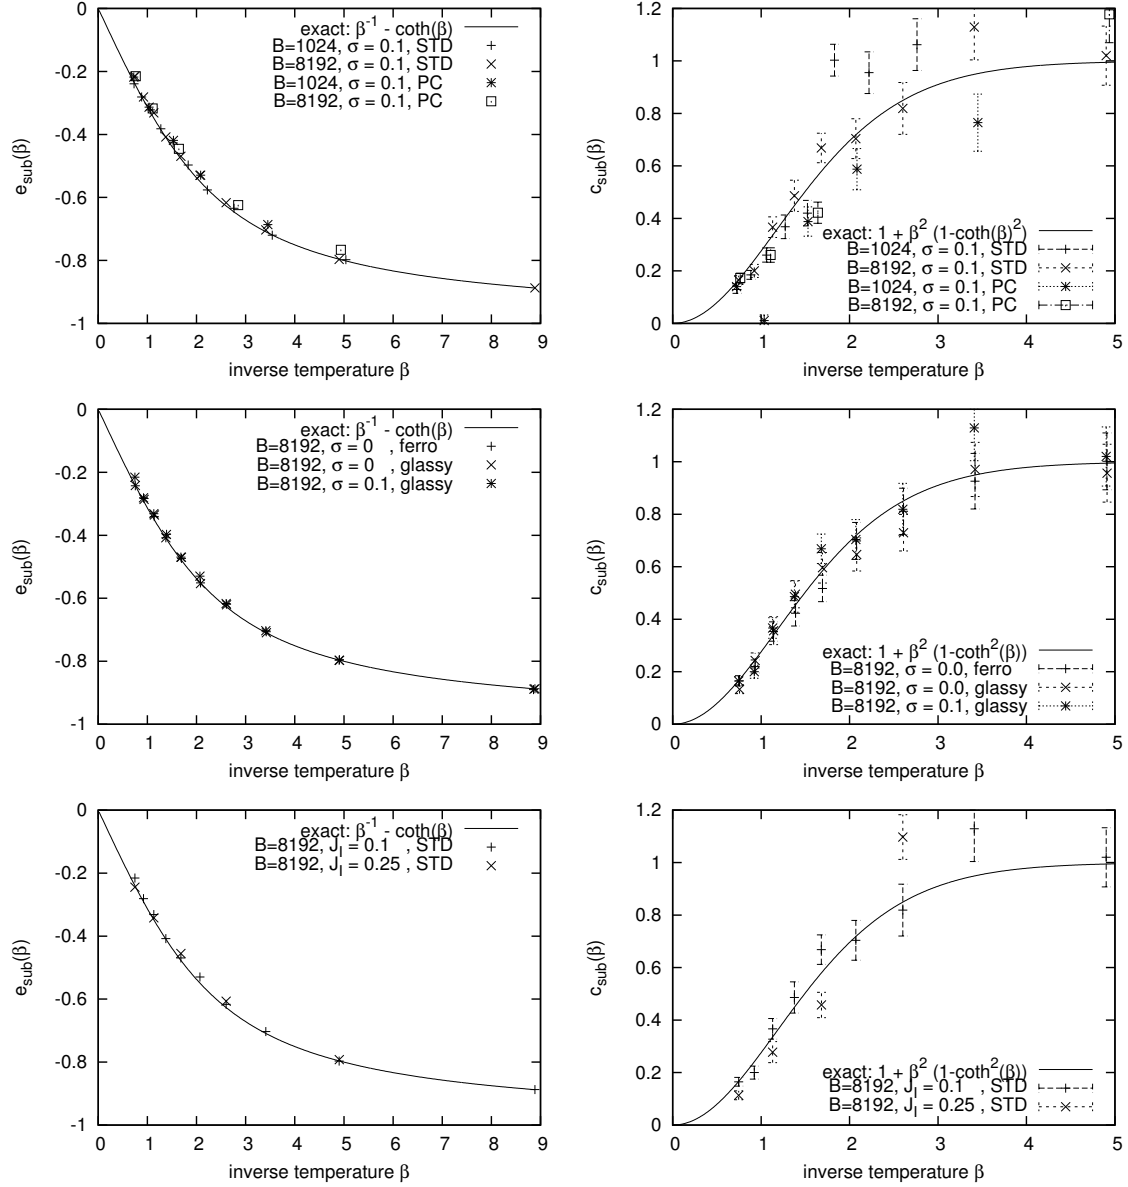 0
-0.2
-0.4
-0.6
-0.8
-1
0 1 2 3 4 5 6 7 8 9
e_sub(β)
inverse temperature β
exact: β^-1 - coth(β)
B=1024, σ = 0.1, STD
B=8192, σ = 0.1, STD
B=1024, σ = 0.1, PC
B=8192, σ = 0.1, PC
1.2
1
0.8
0.6
0.4
0.2
0
0 1 2 3 4 5
c_sub(β)
inverse temperature β
exact: 1 + β^2 (1-coth(β)^2)
B=1024, σ = 0.1, STD
B=8192, σ = 0.1, STD
B=1024, σ = 0.1, PC
B=8192, σ = 0.1, PC
0
-0.2
-0.4
-0.6
-0.8
-1
0 1 2 3 4 5 6 7 8 9
e_sub(β)
inverse temperature β
exact: β^-1 - coth(β)
B=8192, σ = 0 , ferro
B=8192, σ = 0 , glassy
B=8192, σ = 0.1, glassy
1.2
1
0.8
0.6
0.4
0.2
0
0 1 2 3 4 5
c_sub(β)
inverse temperature β
exact: 1 + β^2 (1-coth^2(β))
B=8192, σ = 0.0, ferro
B=8192, σ = 0.0, glassy
B=8192, σ = 0.1, glassy
0
-0.2
-0.4
-0.6
-0.8
-1
0 1 2 3 4 5 6 7 8 9
e_sub(β)
inverse temperature β
exact: β^-1 - coth(β)
B=8192, J_l = 0.1 , STD
B=8192, J_l = 0.25 , STD
1.2
1
0.8
0.6
0.4
0.2
0
0 1 2 3 4 5
c_sub(β)
inverse temperature β
exact: 1 + β^2 (1-coth^2(β))
B=8192, J_l = 0.1 , STD
B=8192, J_l = 0.25 , STD